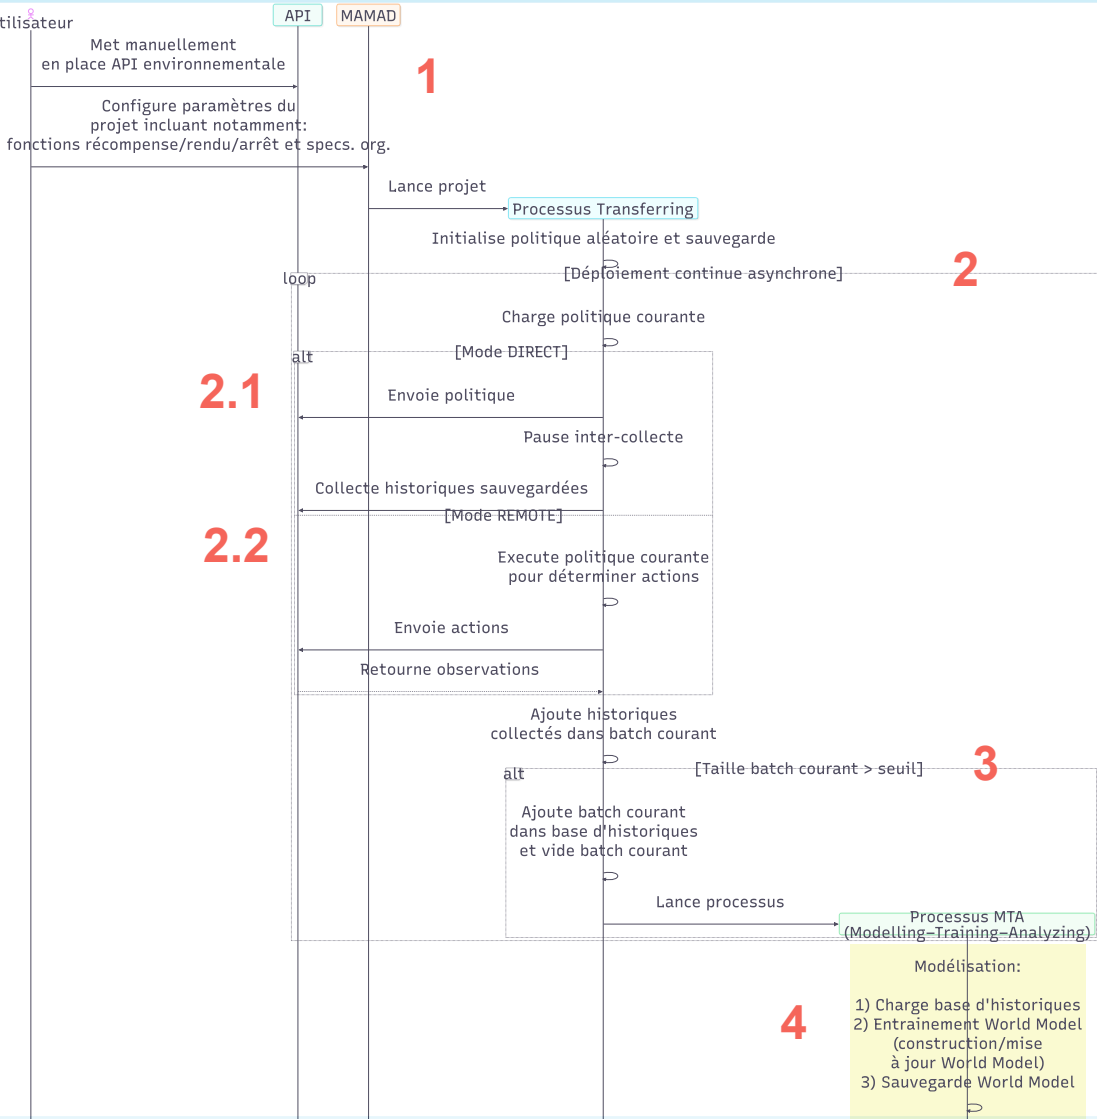 API
MAMAD
tilisateur
Met manuellement
en place API environnementale
1
Configure paramètres du
projet incluant notamment:
fonctions récompense/rendu/arrêt et specs. org.
Lance projet
Processus Transferring
Initialise politique aléatoire et sauvegarde
loop
[Déploiement continue asynchrone]
2
Charge politique courante
alt
[Mode DIRECT]
2.1
Envoie politique
Pause inter-collecte
Collecte historiques sauvegardées
[Mode REMOTE]
2.2
Execute politique courante
pour déterminer actions
Envoie actions
Retourne observations
Ajoute historiques
collectés dans batch courant
alt
[Taille batch courant > seuil]
3
Ajoute batch courant
dans base d'historiques
et vide batch courant
Lance processus
Processus MTA
(Modelling–Training–Analyzing)
Modélisation:
4
1) Charge base d'historiques
2) Entrainement World Model
(construction/mise
à jour World Model)
3) Sauvegarde World Model